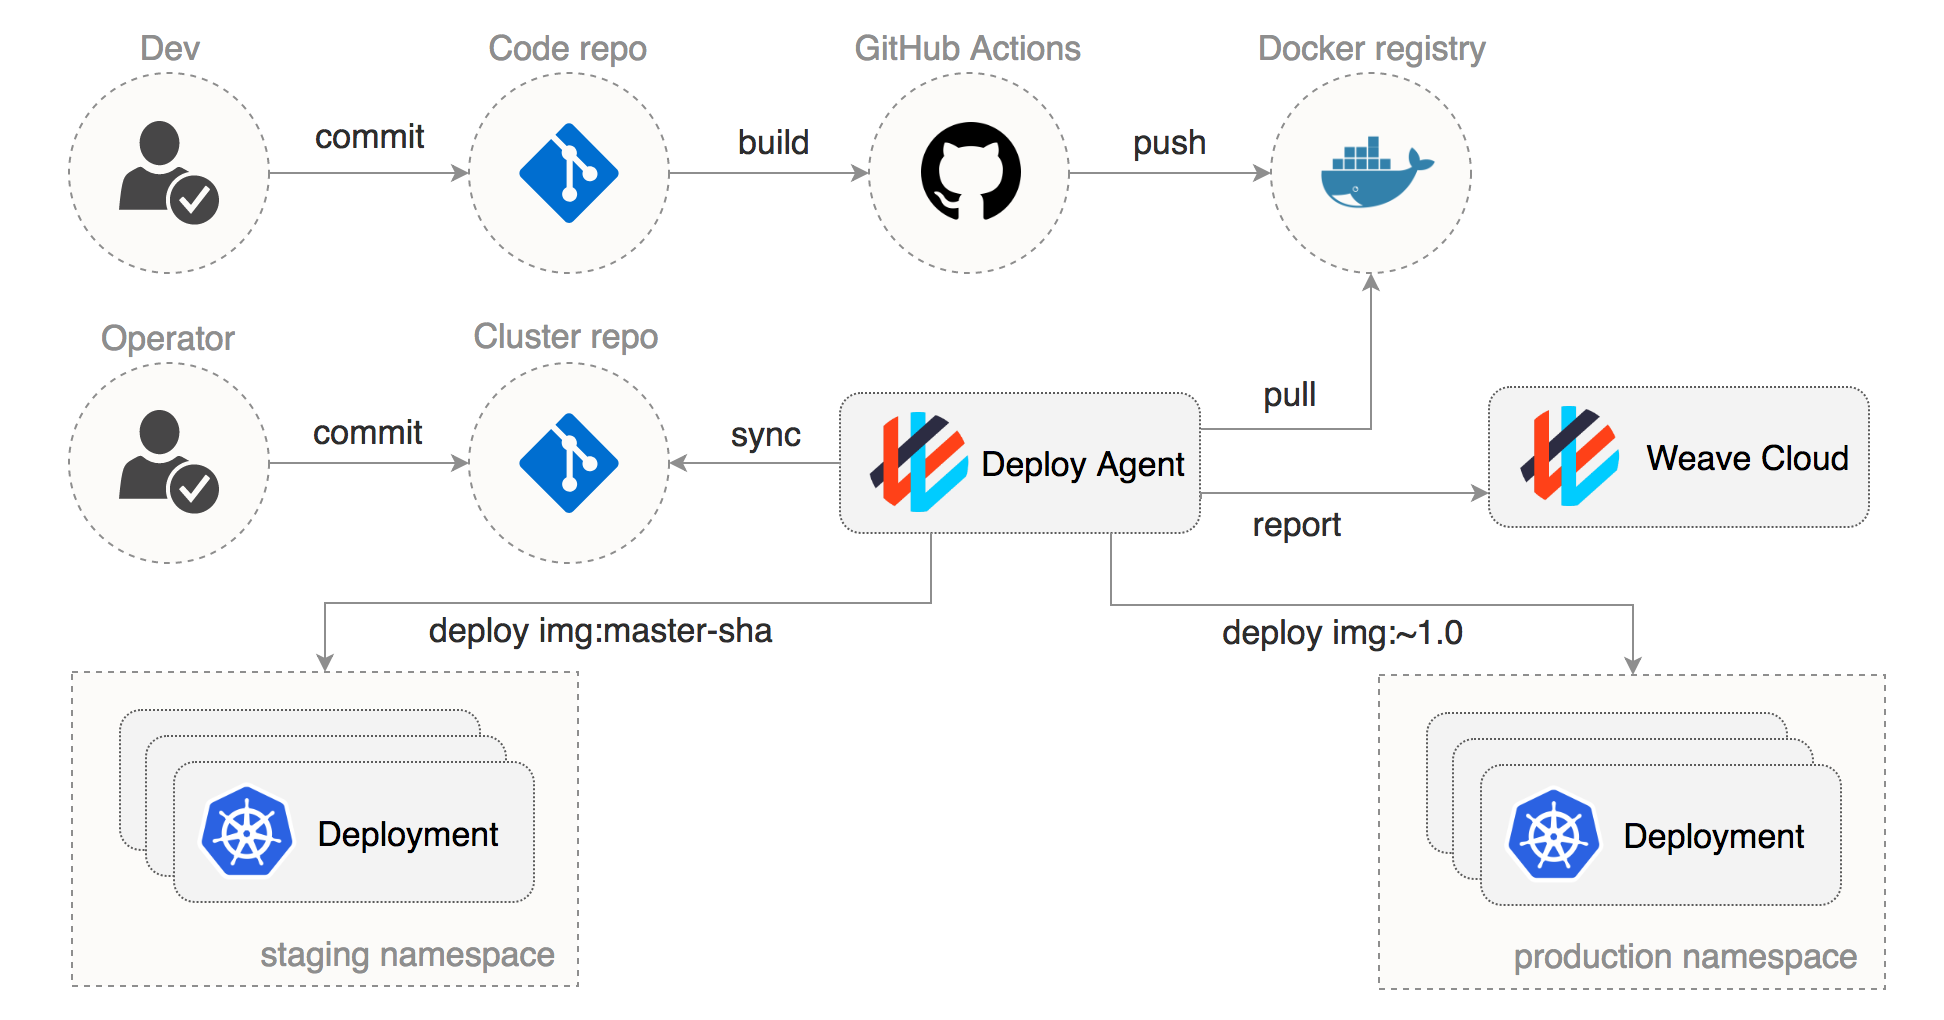 Dev
Code repo
GitHub Actions
Docker registry
commit
build
push
Operator
Cluster repo
commit
sync
Deploy Agent
pull
report
Weave Cloud
deploy img:master-sha
deploy img:~1.0
Deployment
staging namespace
Deployment
production namespace